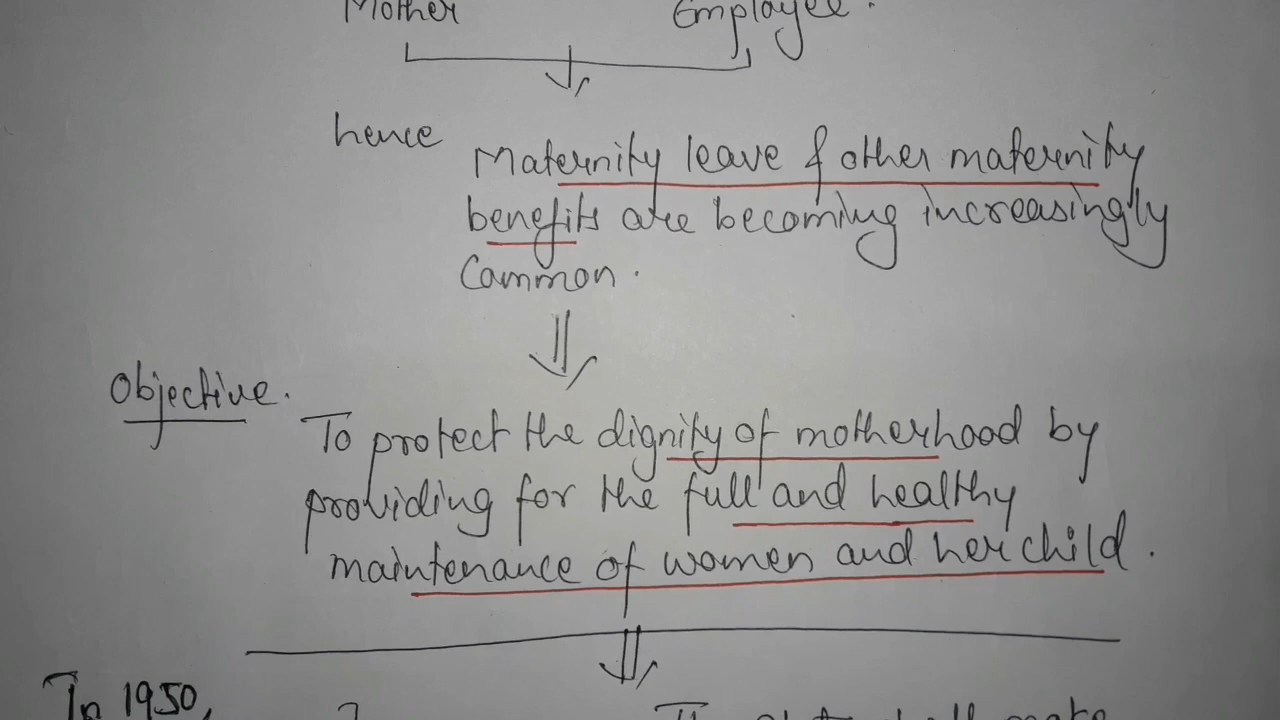 Mother Employee.
hence
Maternity leave & other maternity
benefits are becoming increasingly
Common.
Objective.
To protect the dignity of motherhood by
providing for the full and healthy
maintenance of women and her child.
In 1950,